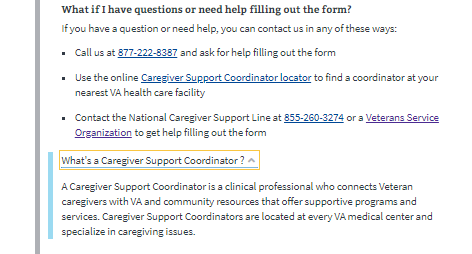 What if I have questions or need help filling out the form?
If you have a question or need help, you can contact us in any of these ways:
Call us at 877-222-8387 and ask for help filling out the form
Use the online Caregiver Support Coordinator locator to find a coordinator at your
nearest VA health care facility
Contact the National Caregiver Support Line at 855-260-3274 or a Veterans Service
Organization to get help filling out the form
What's a Caregiver Support Coordinator ?
A Caregiver Support Coordinator is a clinical professional who connects Veteran
caregivers with VA and community resources that offer supportive programs and
services. Caregiver Support Coordinators are located at every VA medical center and
specialize in caregiving issues.